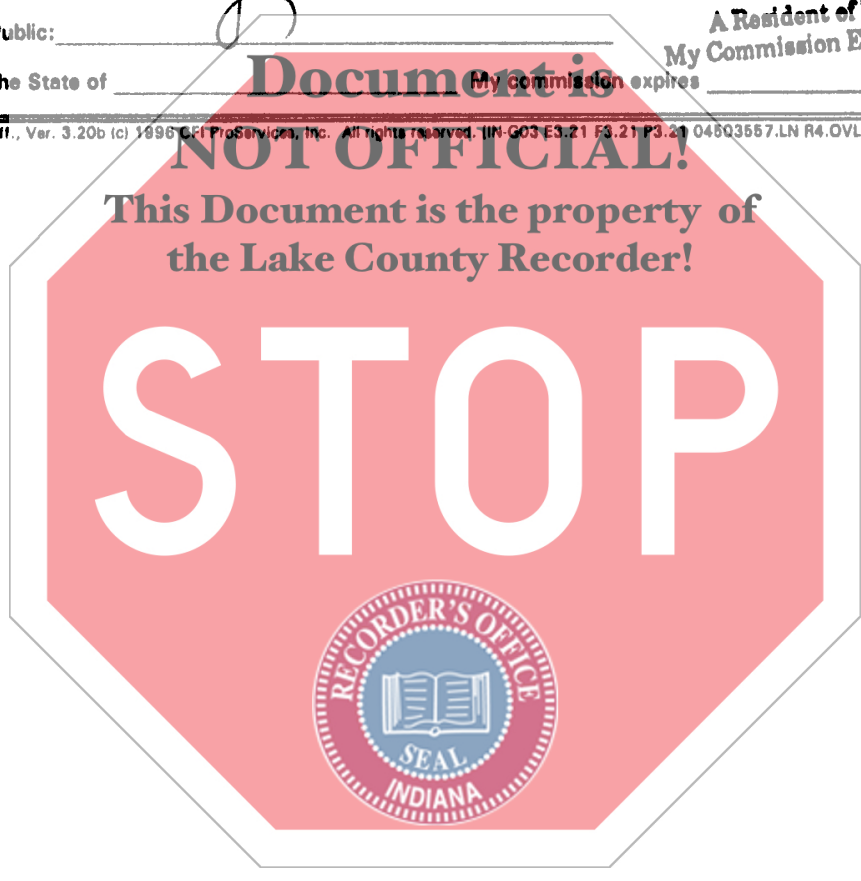 Public:
A Resident of
My Commission E
he State of
My commission expires
ff., Ver. 3.20b (c) 1996 CFI ProServices, Inc. All rights reserved. [IN-G03 E3.21 F3.21 P3.21 04503557.LN R4.OVL
Document is
NOT OFFICIAL!
This Document is the property of
the Lake County Recorder!
STOP
RECORDER'S OFFICE
SEAL
INDIANA